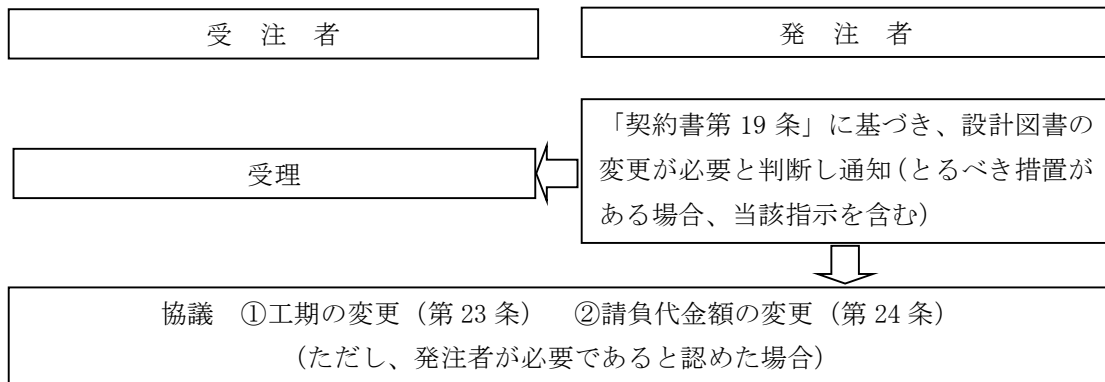 受 注 者
発 注 者
「契約書第 19 条」に基づき、設計図書の
変更が必要と判断し通知(とるべき措置が
ある場合、当該指示を含む)
受理
協議 ①工期の変更(第 23 条) ②請負代金額の変更(第 24 条)
(ただし、発注者が必要であると認めた場合)